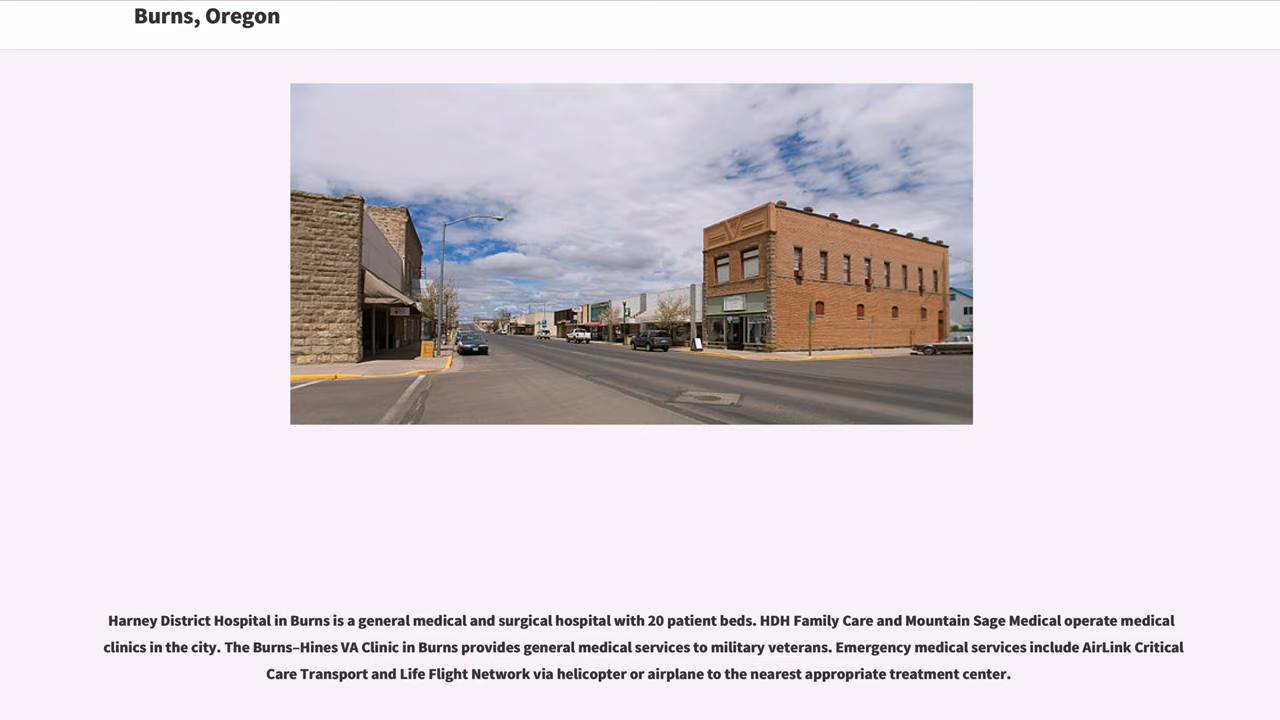 Burns, Oregon
Harney District Hospital in Burns is a general medical and surgical hospital with 20 patient beds. HDH Family Care and Mountain Sage Medical operate medical
clinics in the city. The Burns–Hines VA Clinic in Burns provides general medical services to military veterans. Emergency medical services include AirLink Critical
Care Transport and Life Flight Network via helicopter or airplane to the nearest appropriate treatment center.